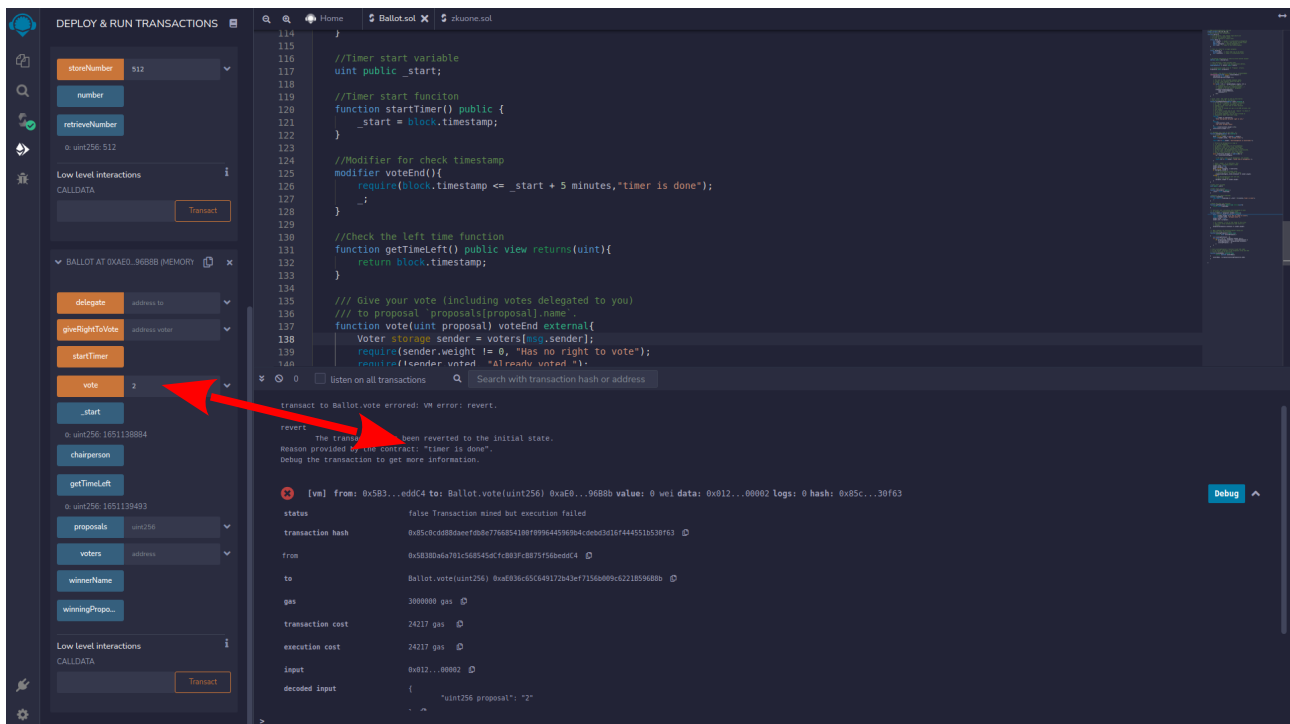 DEPLOY & RUN TRANSACTIONS
storeNumber 512
number
retrieveNumber
0: uint256: 512
Low level interactions i
CALLDATA
Transact
BALLOT AT 0XAE0...96B8B (MEMORY
delegate address to
giveRightToVote address voter
startTimer
vote 2
_start
0: uint256: 1651138884
chairperson
getTimeLeft
0: uint256: 1651139493
proposals uint256
voters address
winnerName
winningPropo...
Low level interactions i
CALLDATA
Transact
Home Ballot.sol zkuone.sol
114 }
115
116 //Timer start variable
117 uint public _start;
118
119 //Timer start funciton
120 function startTimer() public {
121 _start = block.timestamp;
122 }
123
124 //Modifier for check timestamp
125 modifier voteEnd(){
126 require(block.timestamp <= _start + 5 minutes,"timer is done");
127 _;
128 }
129
130 //Check the left time function
131 function getTimeLeft() public view returns(uint){
132 return block.timestamp;
133 }
134
135 /// Give your vote (including votes delegated to you)
136 /// to proposal `proposals[proposal].name`.
137 function vote(uint proposal) voteEnd external{
138 Voter storage sender = voters[msg.sender];
139 require(sender.weight != 0, "Has no right to vote");
140 require(!sender.voted, "Already voted.");
0 listen on all transactions Search with transaction hash or address
transact to Ballot.vote errored: VM error: revert.
revert
The transa been reverted to the initial state.
Reason provided by the contract: "timer is done".
Debug the transaction to get more information.
[vm] from: 0x5B3...eddC4 to: Ballot.vote(uint256) 0xaE0...96B8b value: 0 wei data: 0x012...00002 logs: 0 hash: 0x85c...30f63 Debug
status false Transaction mined but execution failed
transaction hash
from 0x5B38Da6a701c568545dCfcB03FcB875f56beddC4
to Ballot.vote(uint256)
gas 3000000 gas
transaction cost 24217 gas
execution cost 24217 gas
input 0x012...00002
decoded input {
"uint256 proposal": "2"
>